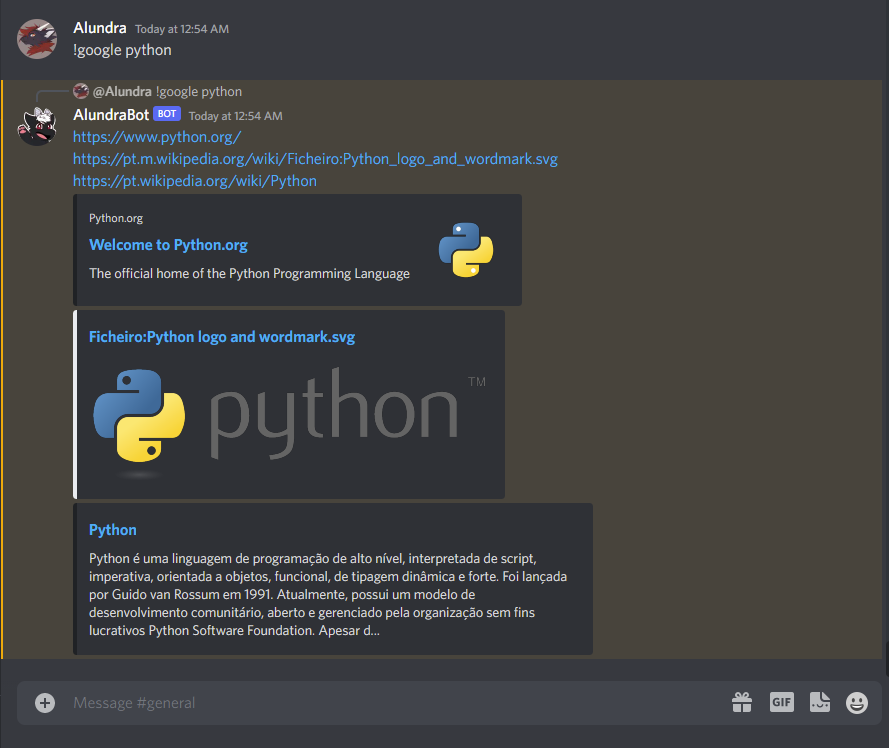 Alundra Today at 12:54 AM
!google python
@Alundra !google python
AlundraBot BOT Today at 12:54 AM
https://www.python.org/
https://pt.m.wikipedia.org/wiki/Ficheiro:Python_logo_and_wordmark.svg
https://pt.wikipedia.org/wiki/Python
Python.org
Welcome to Python.org
The official home of the Python Programming Language
Ficheiro:Python logo and wordmark.svg
python TM
Python
Python é uma linguagem de programação de alto nível, interpretada de script,
imperativa, orientada a objetos, funcional, de tipagem dinâmica e forte. Foi lançada
por Guido van Rossum em 1991. Atualmente, possui um modelo de
desenvolvimento comunitário, aberto e gerenciado pela organização sem fins
lucrativos Python Software Foundation. Apesar d...
Message #general GIF